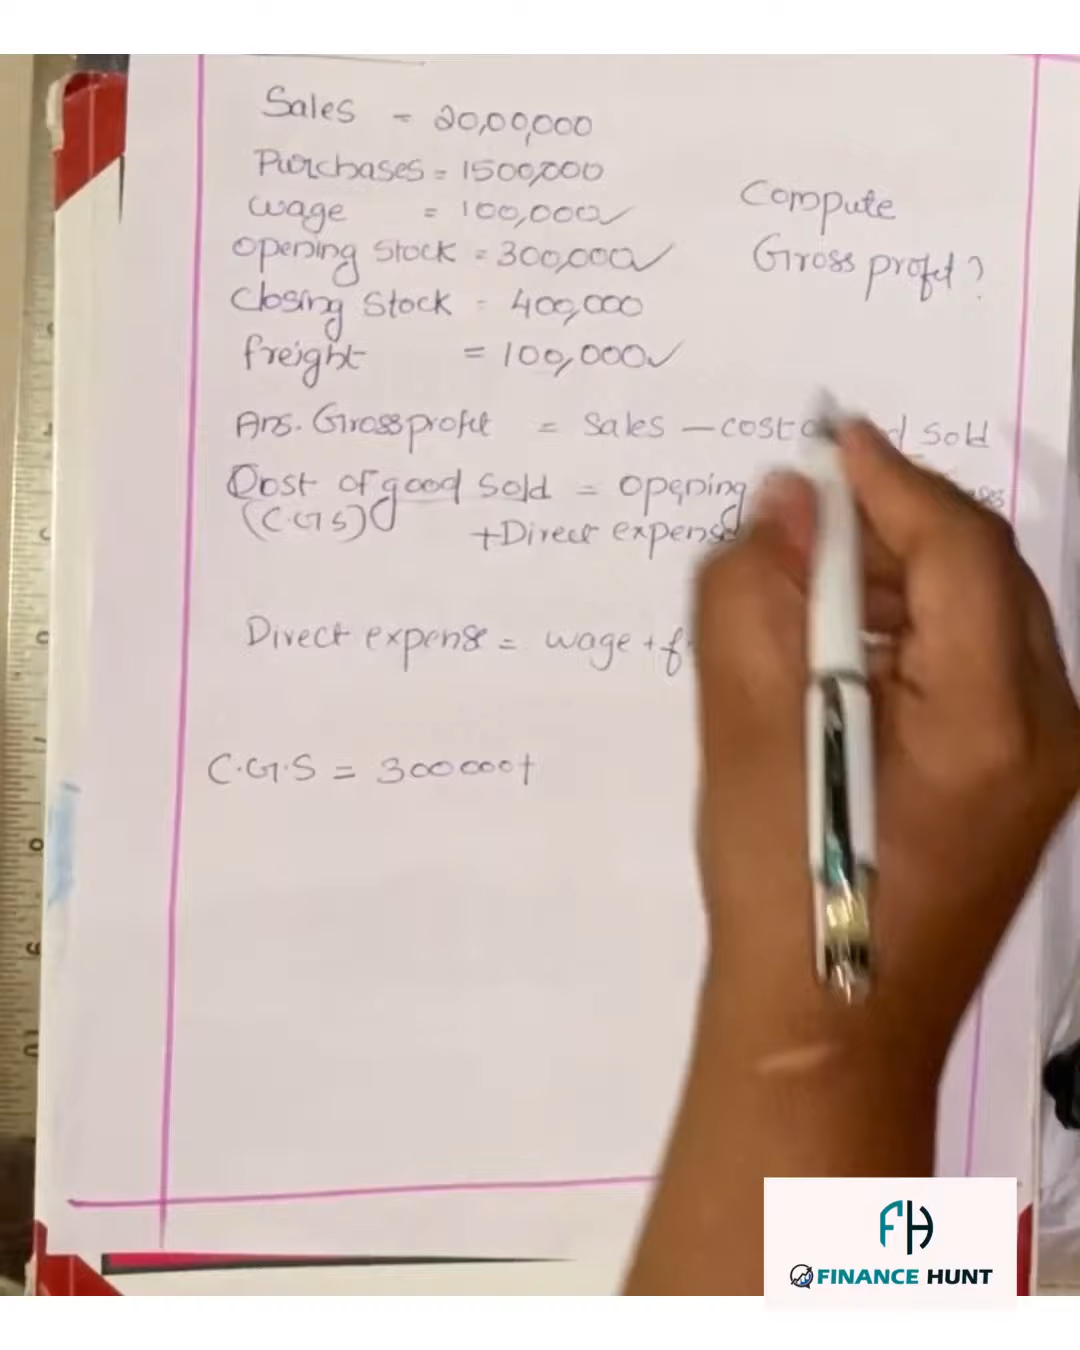 Sales = 20,00,000
Purchases = 1500,000
wage = 100,000✓
Opening Stock = 300,000✓
Closing Stock = 400,000
freight = 100,000✓
Compute
Gross profit?
Ans. Gross profit = Sales - cost sold
Cost of good sold = opening
(C.G.S) + Direct expense
Direct expense = wage + f
C.G.S = 300000+
FH
FINANCE HUNT